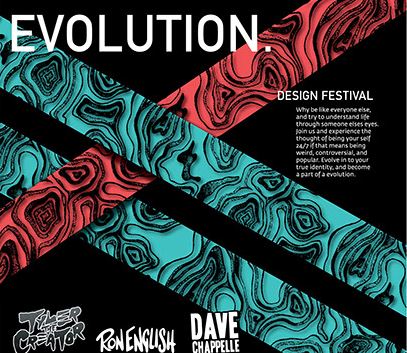 EVOLUTION.
DESIGN FESTIVAL
Why be like everyone else,
and try to understand life
through someone elses eyes.
Join us and experience the
thought of being your self
24/7 if that means being
weird, controversial, and
popular. Evolve in to your
true identity, and become
a part of a evolution.
TYLER
THE
CREATOR
RON ENGLISH
DAVE
CHAPPELLE